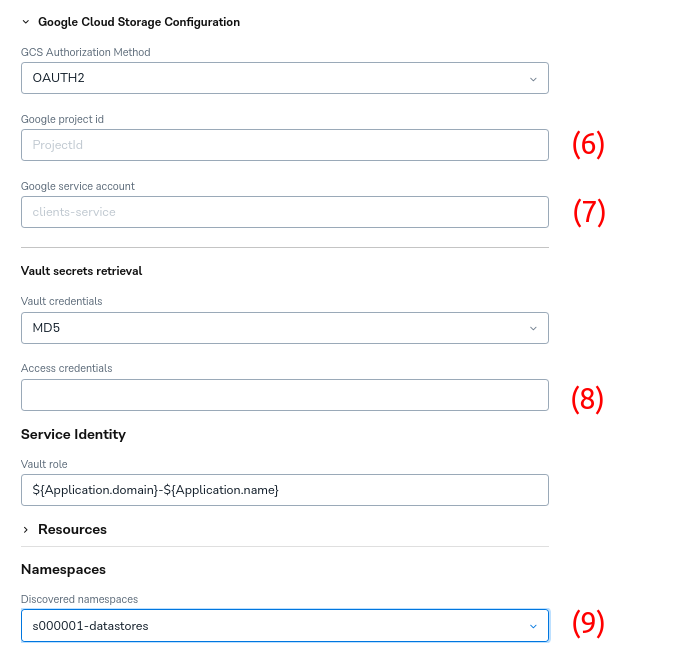 Google Cloud Storage Configuration
GCS Authorization Method
OAUTH2
Google project id
ProjectId (6)
Google service account
clients-service (7)
Vault secrets retrieval
Vault credentials
MD5
Access credentials
(8)
Service Identity
Vault role
${Application.domain}-${Application.name}
Resources
Namespaces
Discovered namespaces
s000001-datastores (9)